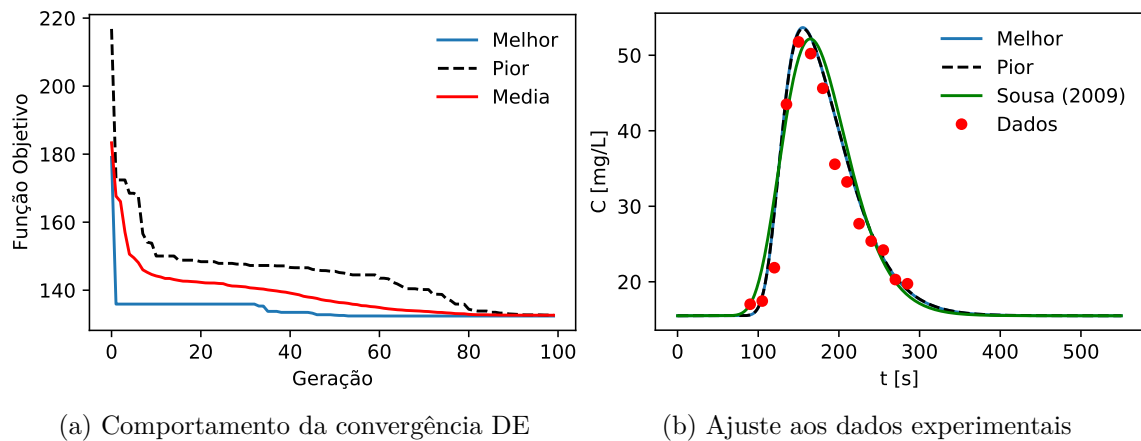 220
200
180
160
140
Função Objetivo
0
20
40
60
80
100
Geração
Melhor
Pior
Media
(a) Comportamento da convergência DE
50
40
30
20
C [mg/L]
0
100
200
300
400
500
t [s]
Melhor
Pior
Sousa (2009)
Dados
(b) Ajuste aos dados experimentais